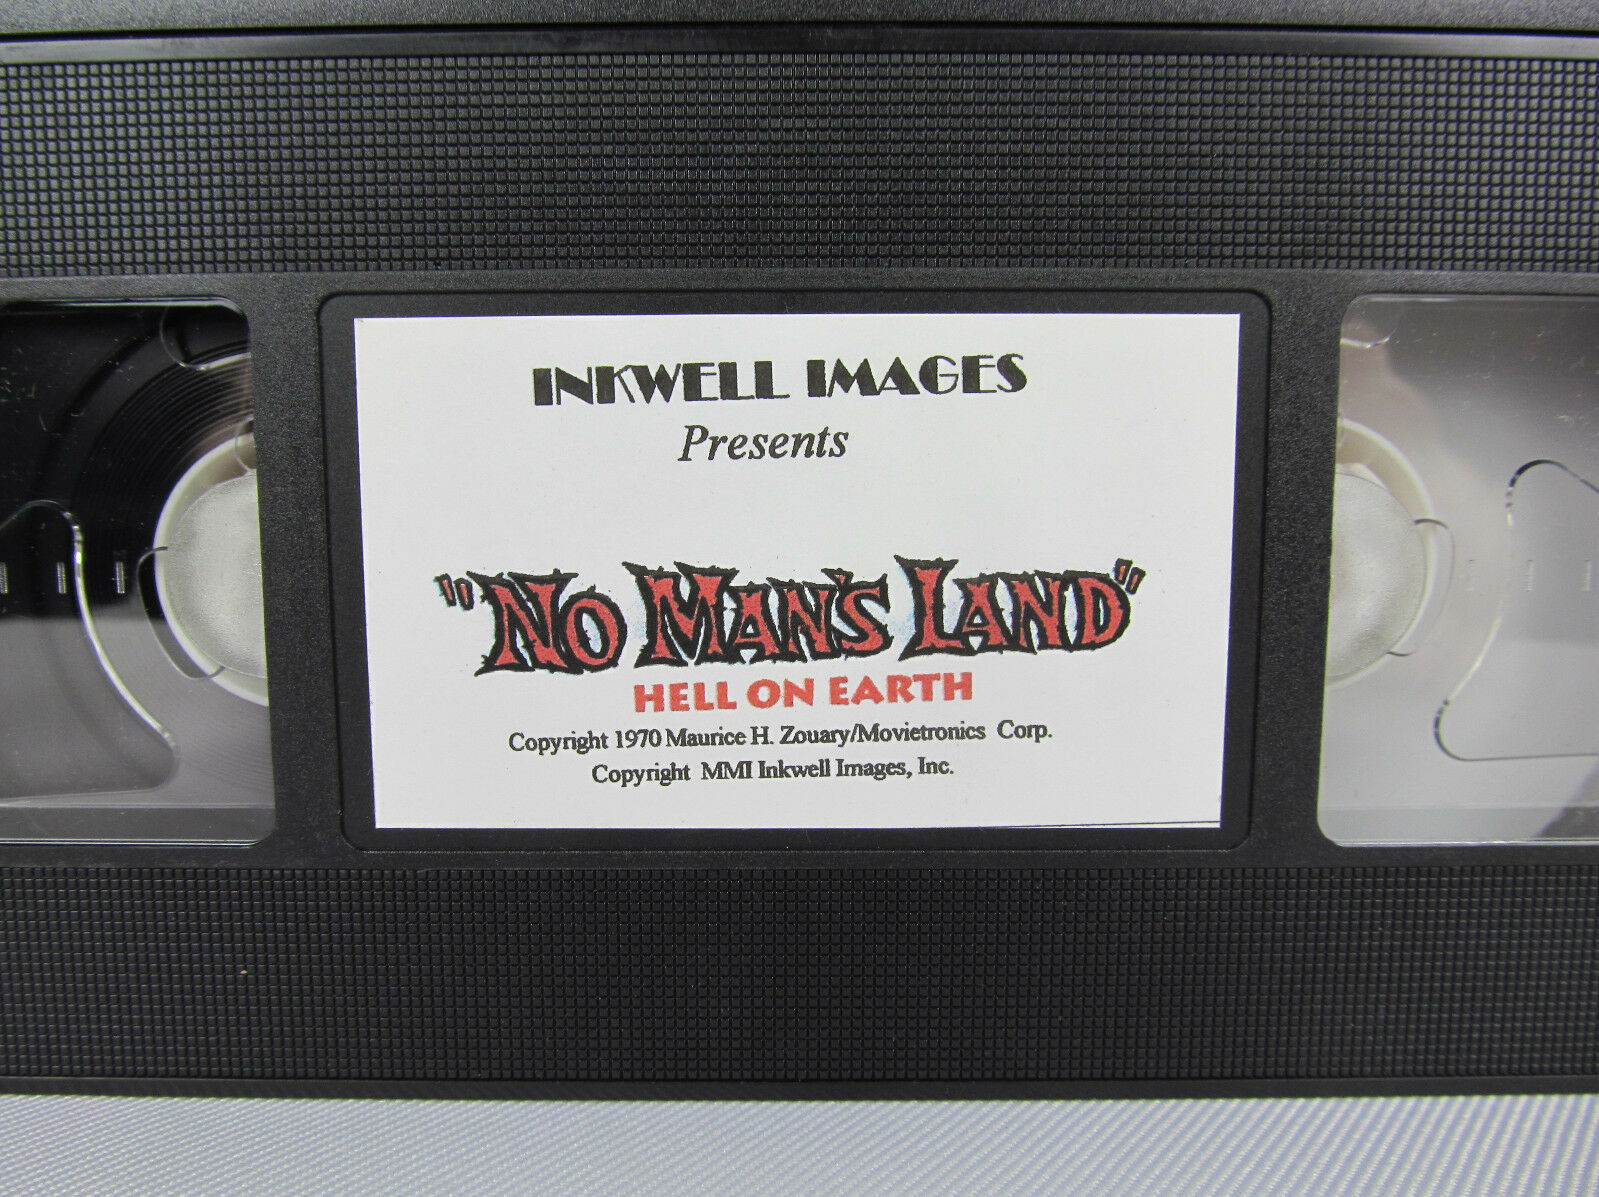 INKWELL IMAGES
Presents
"NO MAN'S LAND"
HELL ON EARTH
Copyright 1970 Maurice H. Zouary/Movietronics Corp.
Copyright MMI Inkwell Images, Inc.